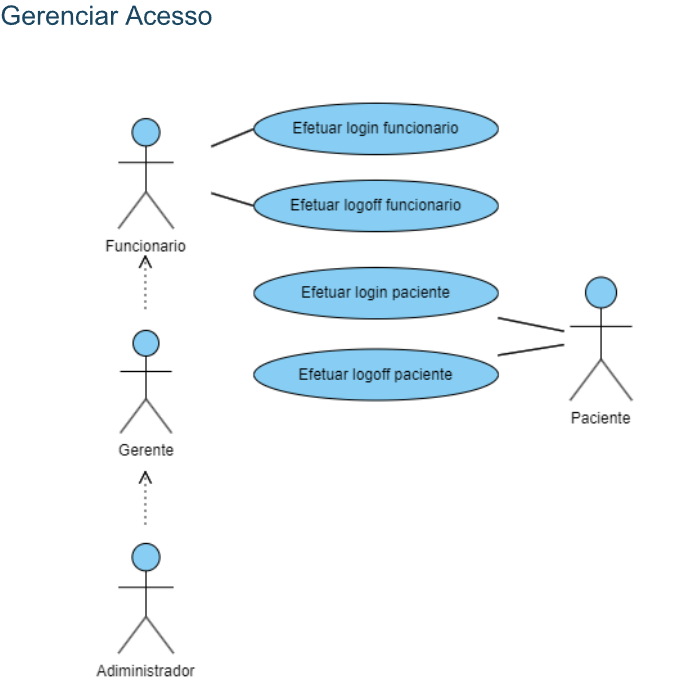 Gerenciar Acesso
Efetuar login funcionario
Efetuar logoff funcionario
Funcionario
Efetuar login paciente
Efetuar logoff paciente
Paciente
Gerente
Adiministrador